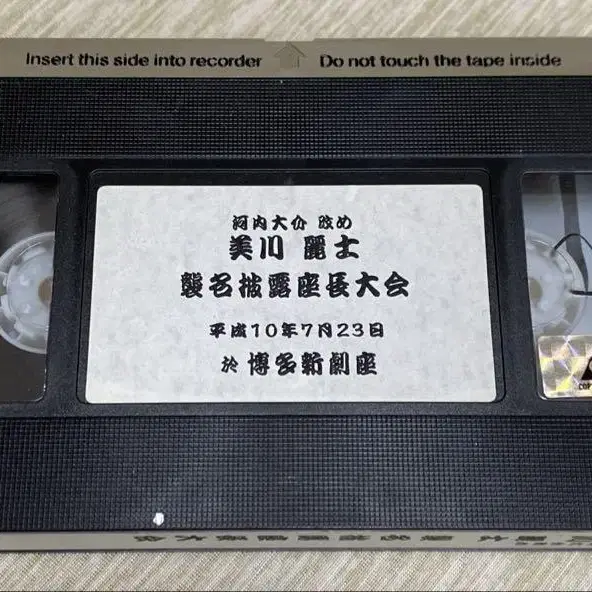 Insert this side into recorder
Do not touch the tape inside
河内大介 改め
美川 麗士
襲名披露座長大会
平成10年7月23日
於 博多新劇座